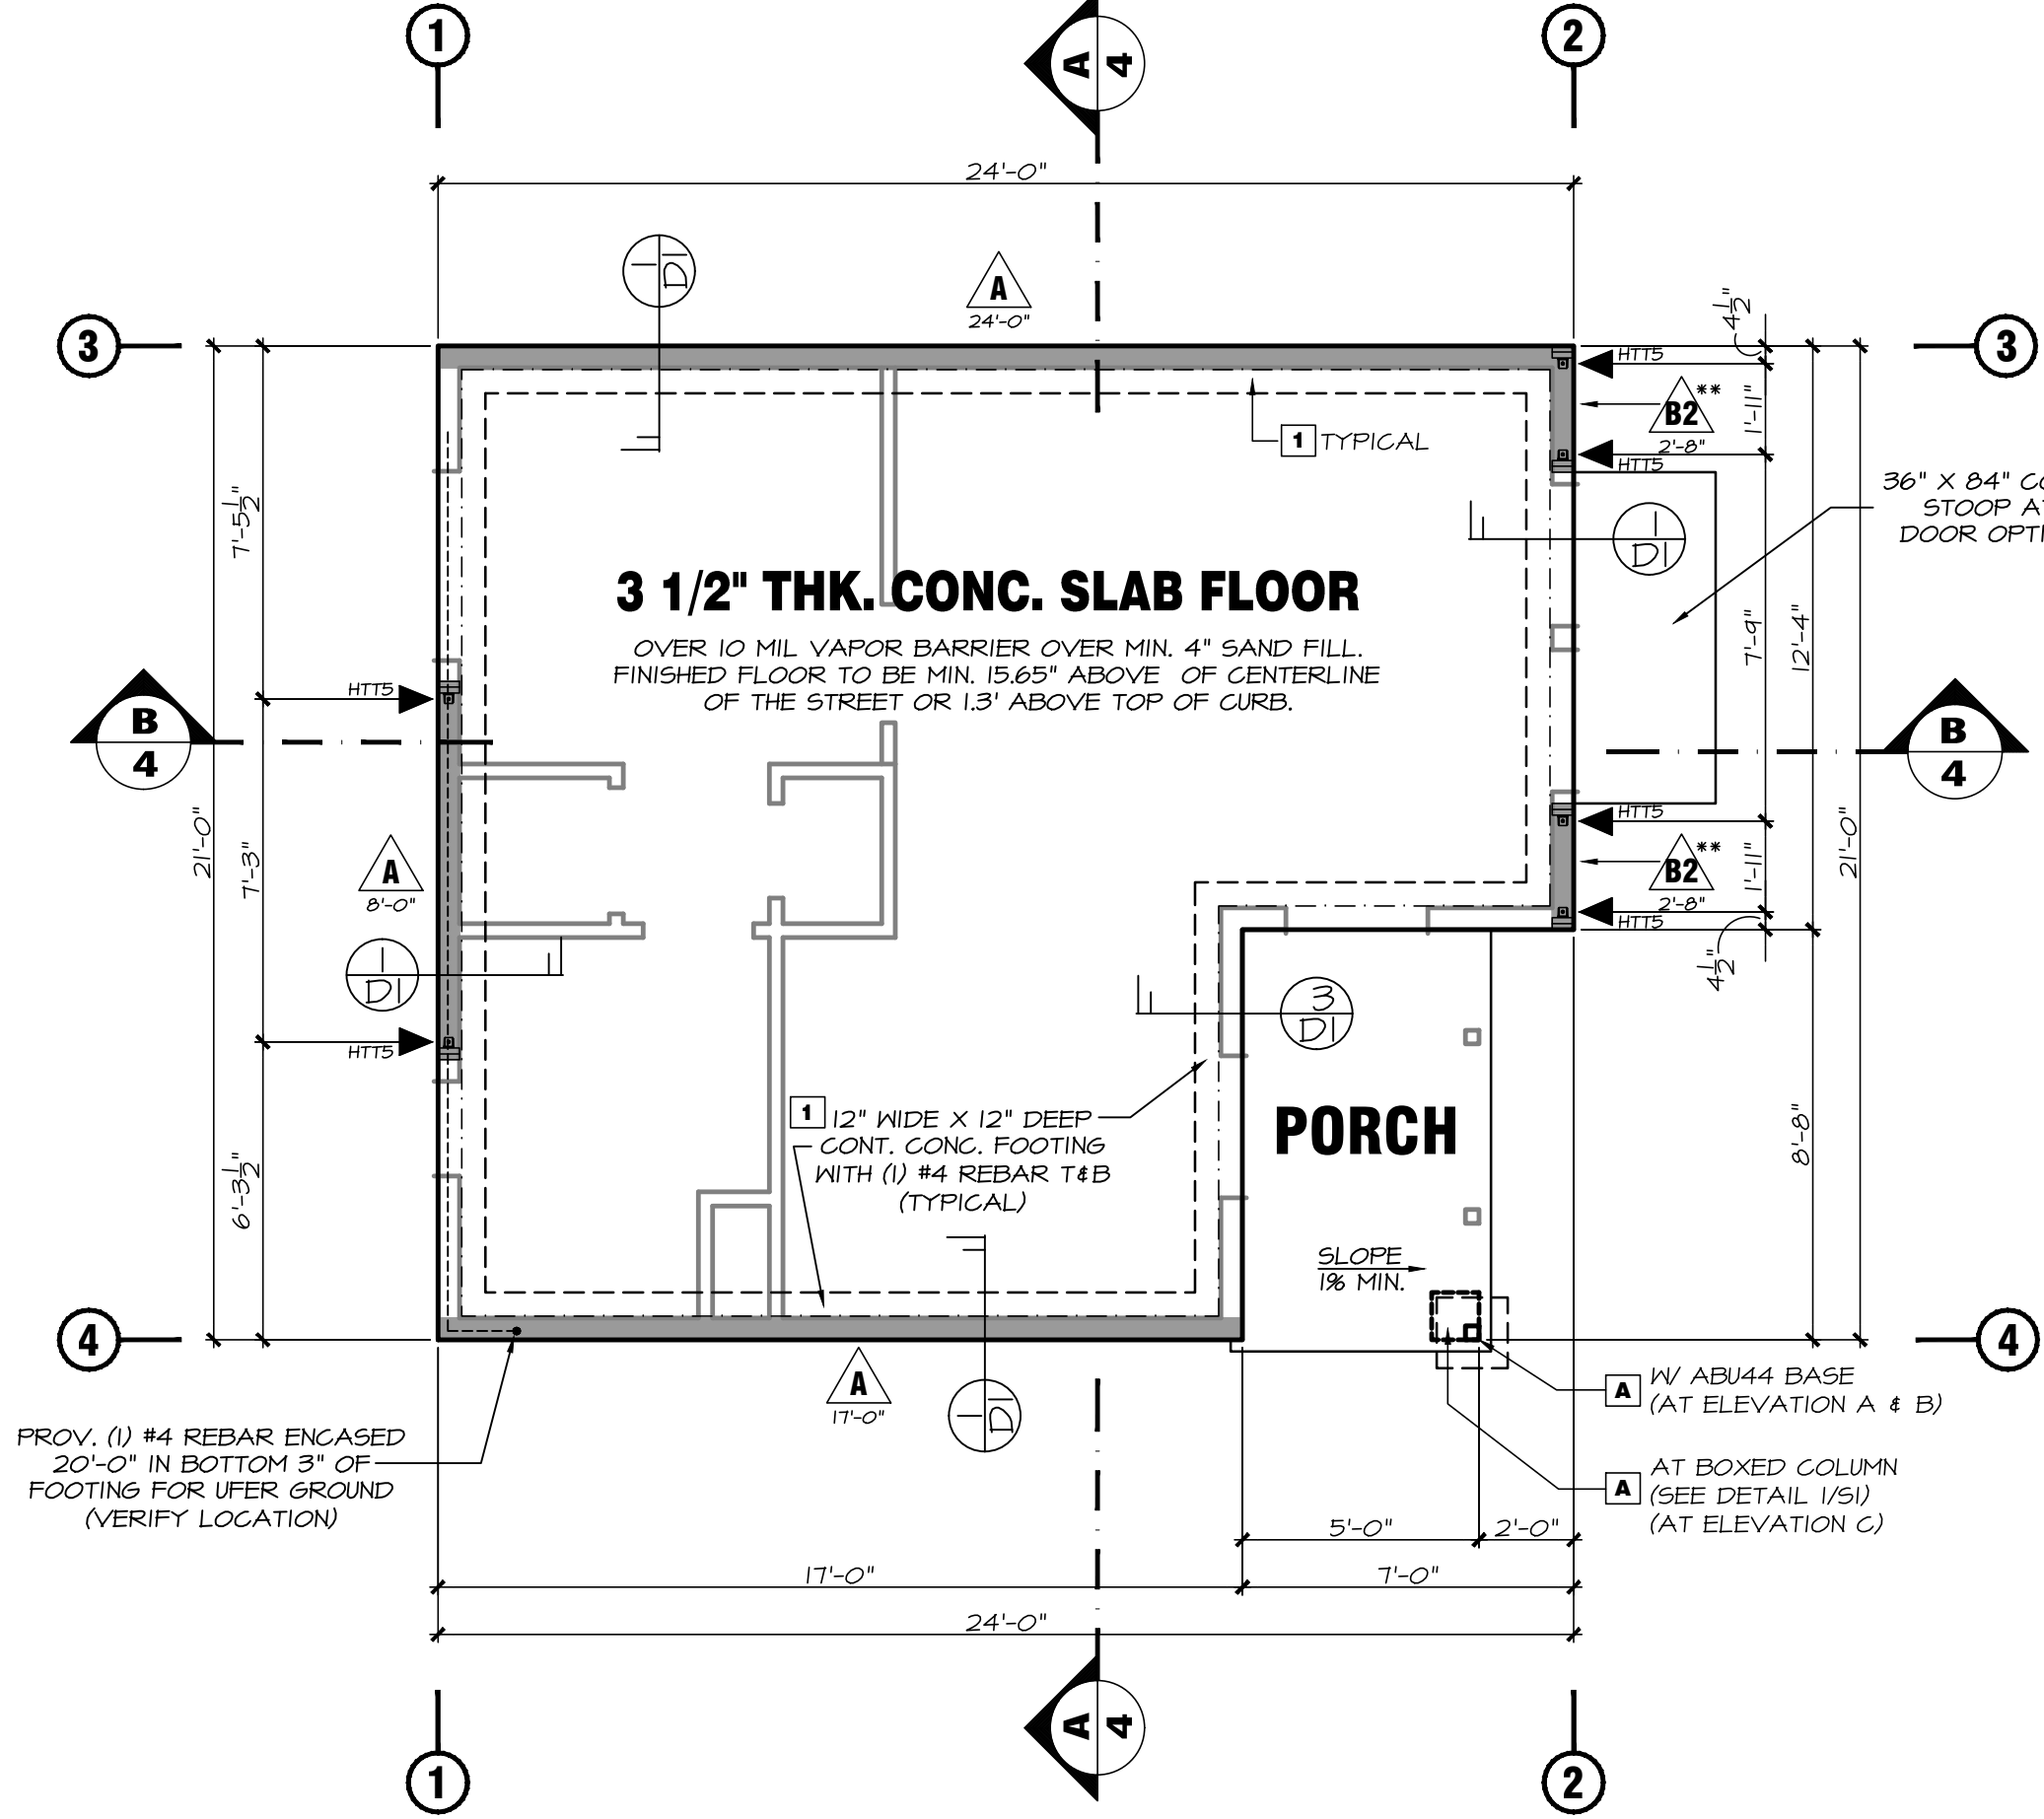 1
A
4
2
24'-0"
1
D1
A
24'-0"
4 1/2"
3
3
HTT5
B2**
2'-8"
1'-11"
HTT5
1 TYPICAL
36" X 84"
STOOP
DOOR
7'-5 1/2"
1
D1
3 1/2" THK. CONC. SLAB FLOOR
OVER 10 MIL VAPOR BARRIER OVER MIN. 4" SAND FILL.
FINISHED FLOOR TO BE MIN. 15.65" ABOVE OF CENTERLINE
OF THE STREET OR 1.3' ABOVE TOP OF CURB.
7'-9"
12'-4"
HTT5
B
4
B
4
21'-0"
7'-3"
A
8'-0"
HTT5
B2**
2'-8"
1'-11"
21'-0"
HTT5
4 1/2"
1
D1
3
D1
HTT5
1 12" WIDE X 12" DEEP
CONT. CONC. FOOTING
WITH (1) #4 REBAR T&B
(TYPICAL)
PORCH
8'-8"
6'-3 1/2"
SLOPE
1% MIN.
4
4
A
17'-0"
1
D1
A W/ ABU44 BASE
(AT ELEVATION A & B)
PROV. (1) #4 REBAR ENCASED
20'-0" IN BOTTOM 3" OF
FOOTING FOR UFER GROUND
(VERIFY LOCATION)
A AT BOXED COLUMN
(SEE DETAIL 1/S1)
(AT ELEVATION C)
5'-0"
2'-0"
17'-0"
7'-0"
24'-0"
1
A
4
2